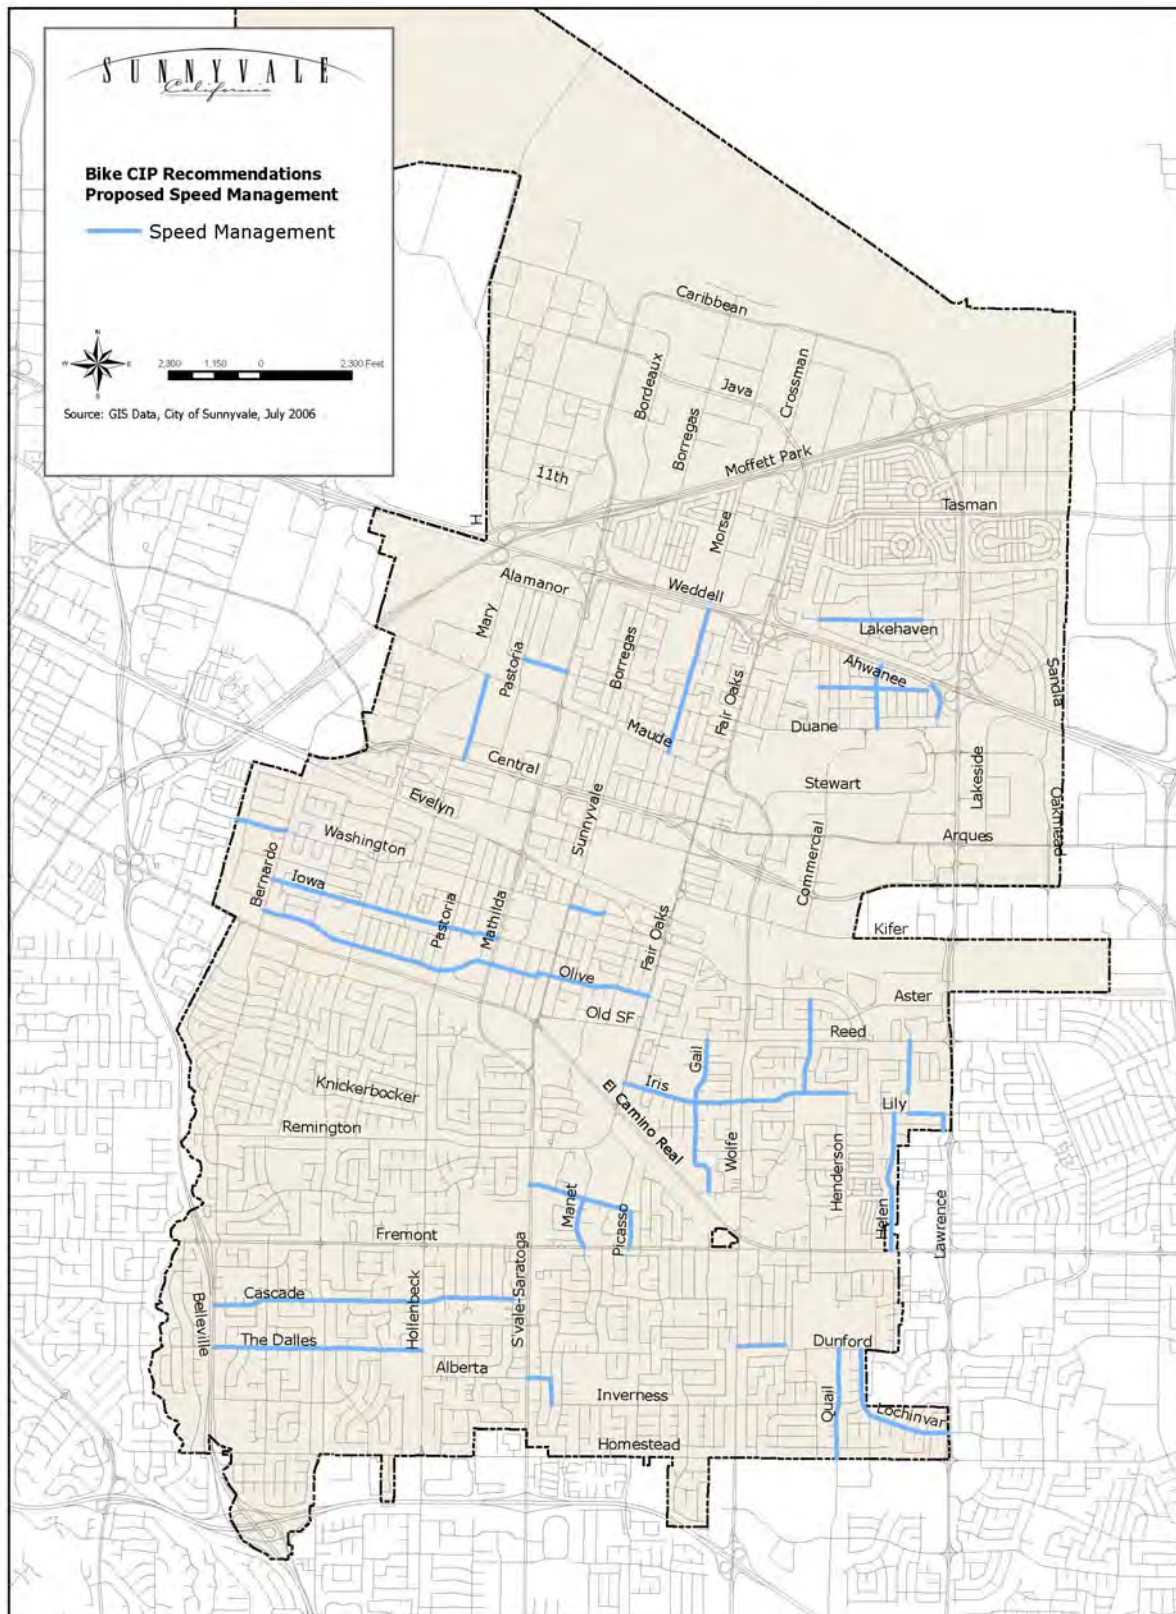 SUNNYVALE
California
Bike CIP Recommendations
Proposed Speed Management
Speed Management
N
W
E
S
2,300 1,150 0 2,300 Feet
Source: GIS Data, City of Sunnyvale, July 2006
Caribbean
Bordeaux
Java
Crossman
Borregas
Moffett Park
11th
Tasman
H
Morse
Alamanor
Weddell
Mary
Pastoria
Borregas
Lakehaven
Ahwanee
Sandia
Fair Oaks
Maude
Duane
Central
Stewart
Lakeside
Evelyn
Sunnyvale
Oakmead
Washington
Commercial
Arques
Bernardo
Iowa
Pastoria
Mathilda
Fair Oaks
Kifer
Olive
Aster
Old SF
Reed
Gail
Iris
El Camino Real
Knickerbocker
Lily
Remington
Wolfe
Henderson
Manet
Picasso
Helen
Lawrence
Fremont
S'vale-Saratoga
Cascade
Belleville
Hollenbeck
The Dalles
Dunford
Alberta
Inverness
Quail
Lochinvar
Homestead